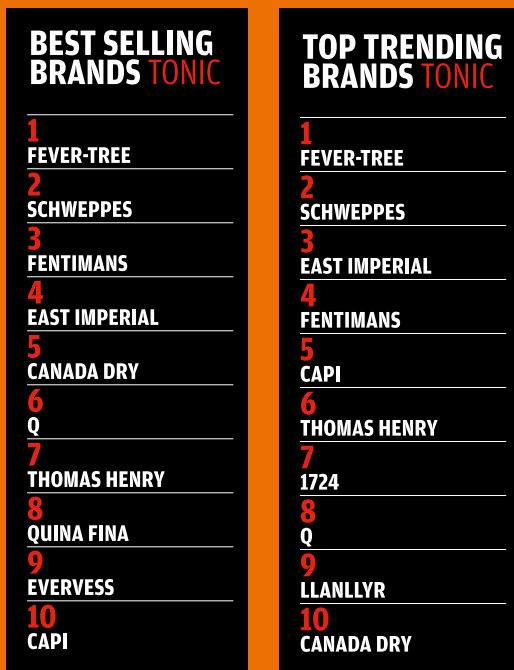 BEST SELLING
BRANDS TONIC
1
FEVER-TREE
2
SCHWEPPES
3
FENTIMANS
4
EAST IMPERIAL
5
CANADA DRY
6
Q
7
THOMAS HENRY
8
QUINA FINA
9
EVERVESS
10
CAPI
TOP TRENDING
BRANDS TONIC
1
FEVER-TREE
2
SCHWEPPES
3
EAST IMPERIAL
4
FENTIMANS
5
CAPI
6
THOMAS HENRY
7
1724
8
Q
9
LLANLLYR
10
CANADA DRY